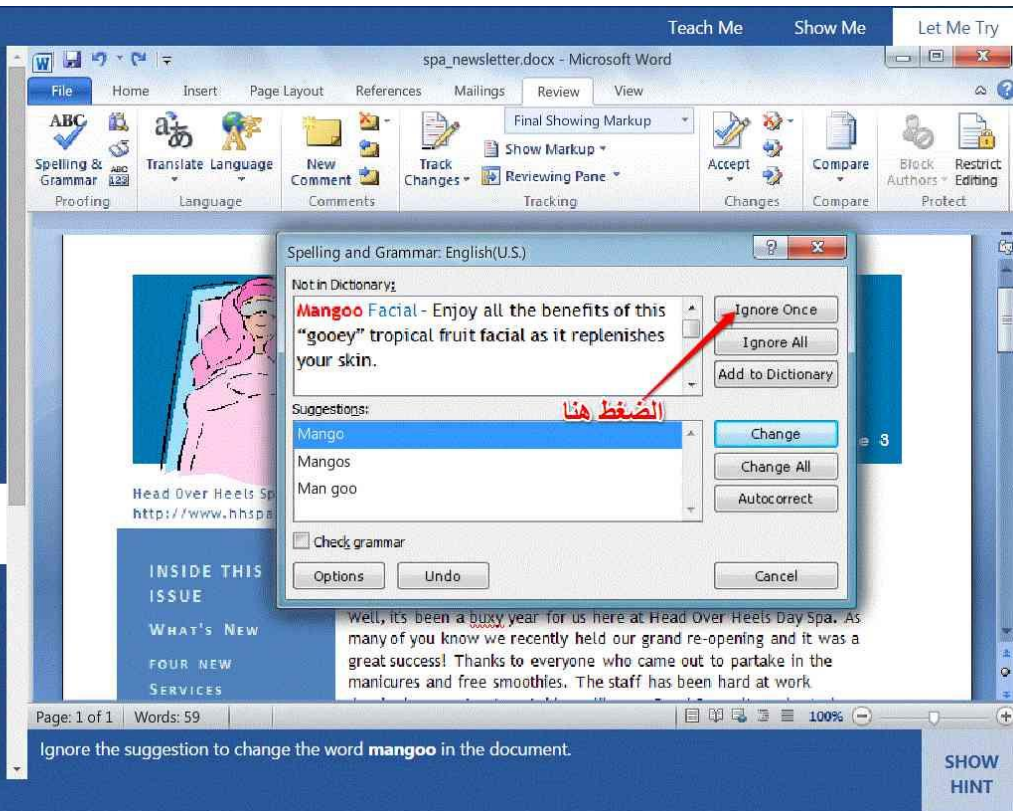 Teach Me Show Me Let Me Try
W spa_newsletter.docx - Microsoft Word
File Home Insert Page Layout References Mailings Review View
ABC Final Showing Markup
Show Markup
Reviewing Pane
Spelling & Grammar ABC 123 Translate Language New Comment Track Changes Accept Compare Block Authors Restrict Editing
Proofing Language Comments Tracking Changes Compare Protect
Spelling and Grammar: English(U.S.)
Not in Dictionary:
Mangoo Facial - Enjoy all the benefits of this
"gooey" tropical fruit facial as it replenishes
your skin.
Ignore Once
Ignore All
Add to Dictionary
الضغط هنا
Suggestions:
Mango
Mangos
Man goo
Change
Change All
Autocorrect
Check grammar
Options Undo Cancel
3
Head Over Heels Sp
http://www.hhspa
INSIDE THIS
ISSUE
WHAT'S NEW
FOUR NEW
SERVICES
Well, it's been a buxy year for us here at Head Over Heels Day Spa. As
many of you know we recently held our grand re-opening and it was a
great success! Thanks to everyone who came out to partake in the
manicures and free smoothies. The staff has been hard at work
Page: 1 of 1 Words: 59 100%
Ignore the suggestion to change the word mangoo in the document.
SHOW
HINT